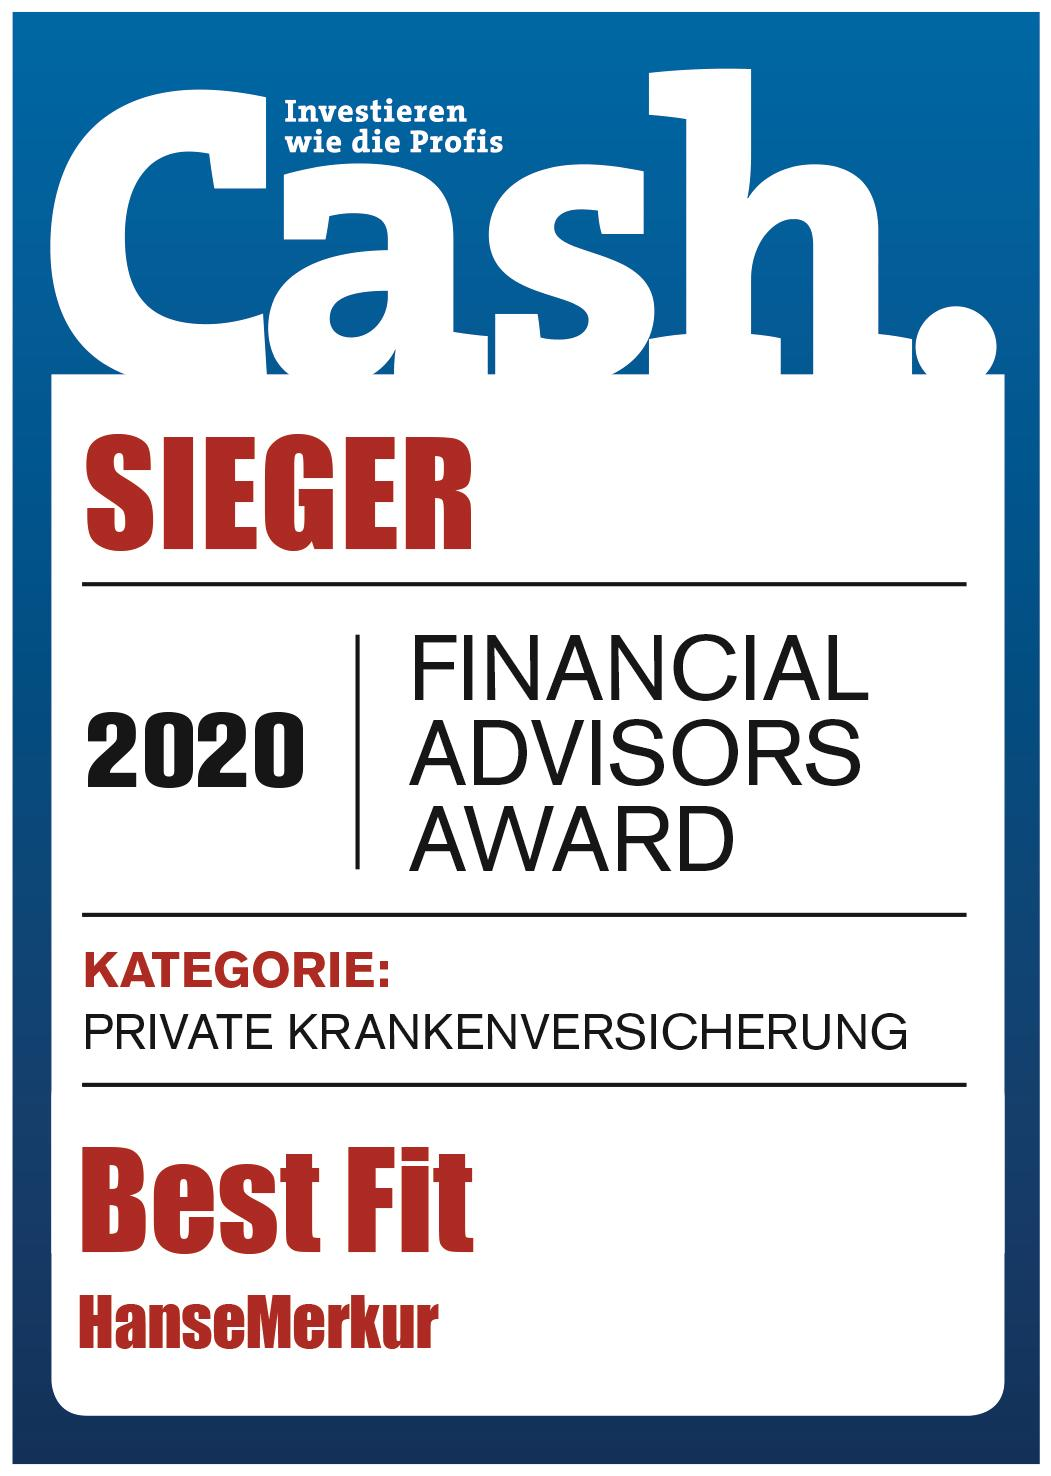 Investieren
wie die Profis
Cash.
SIEGER
2020
FINANCIAL
ADVISORS
AWARD
KATEGORIE:
PRIVATE KRANKENVERSICHERUNG
Best Fit
HanseMerkur